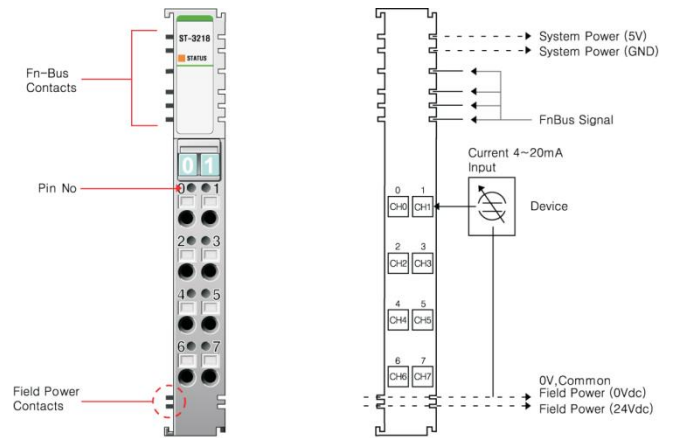 ST-3218
STATUS
Fn-Bus
Contacts
01
Pin No
0 1
2 3
4 5
6 7
Field Power
Contacts
System Power (5V)
System Power (GND)
FnBus Signal
Current 4~20mA
Input
Device
0 1
CH0 CH1
2 3
CH2 CH3
4 5
CH4 CH5
6 7
CH6 CH7
0V,Common
Field Power (0Vdc)
Field Power (24Vdc)